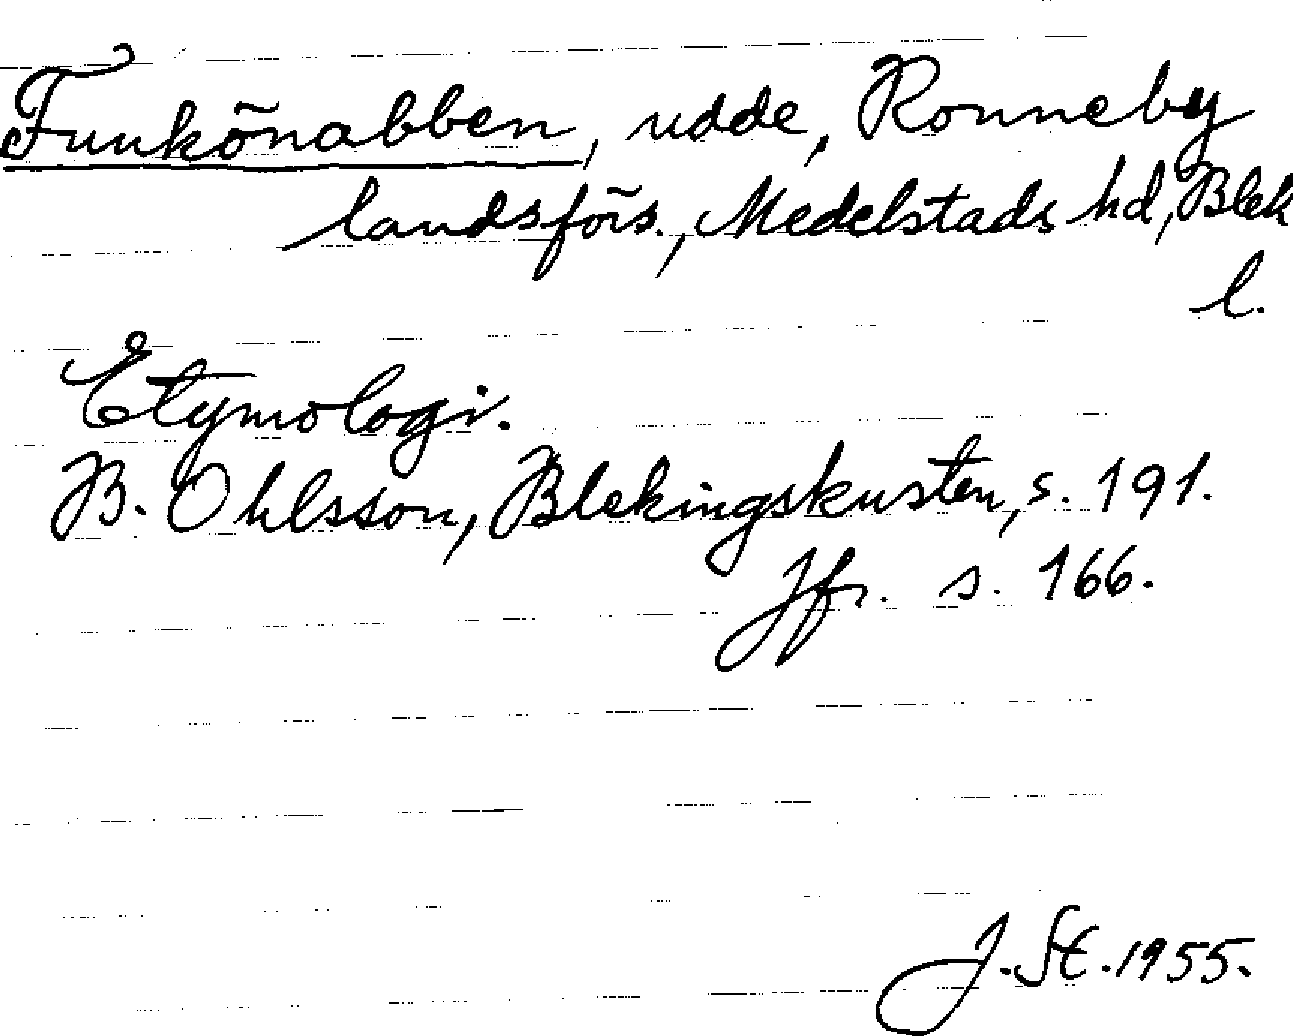 Funkönabben, udde, Ronneby
landsförs., Medelstads hd, Blek
l.
Etymologi.
B. Ohlsson, Blekingskusten, s. 191.
Jfr. s. 166.
J. St. 1955.